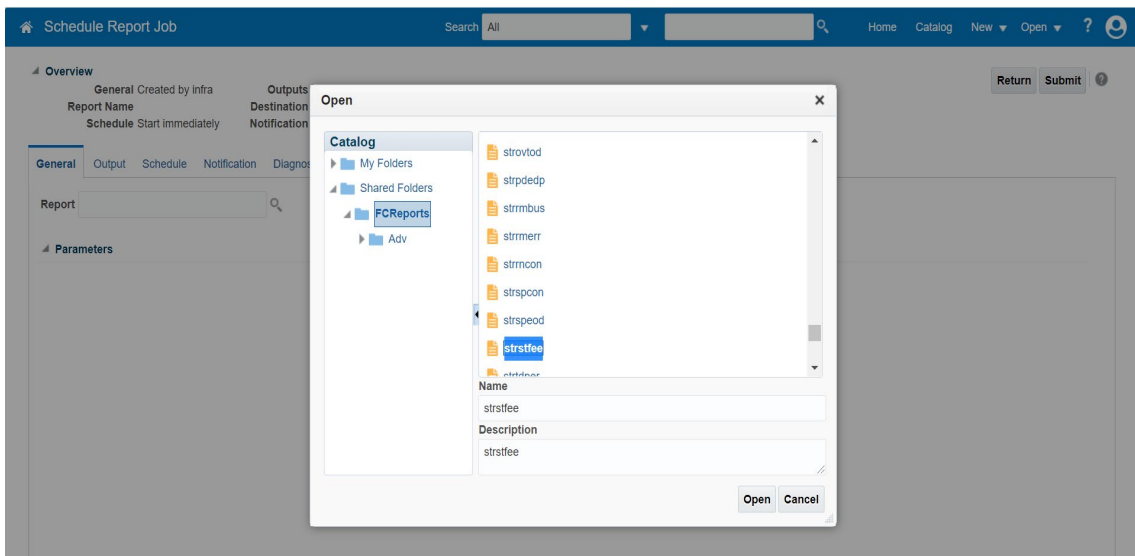 Schedule Report Job Search All Home Catalog New Open ?
Overview
General Created by infra Outputs
Report Name Destination
Schedule Start immediately Notification
Return Submit ?
General Output Schedule Notification Diagnos
Report
Parameters
Open
Catalog
My Folders
Shared Folders
FCReports
Adv
strovtod
strpdedp
strrmbus
strrmerr
strrncon
strspcon
strspeod
strstfee
Name
strstfee
Description
strstfee
Open Cancel